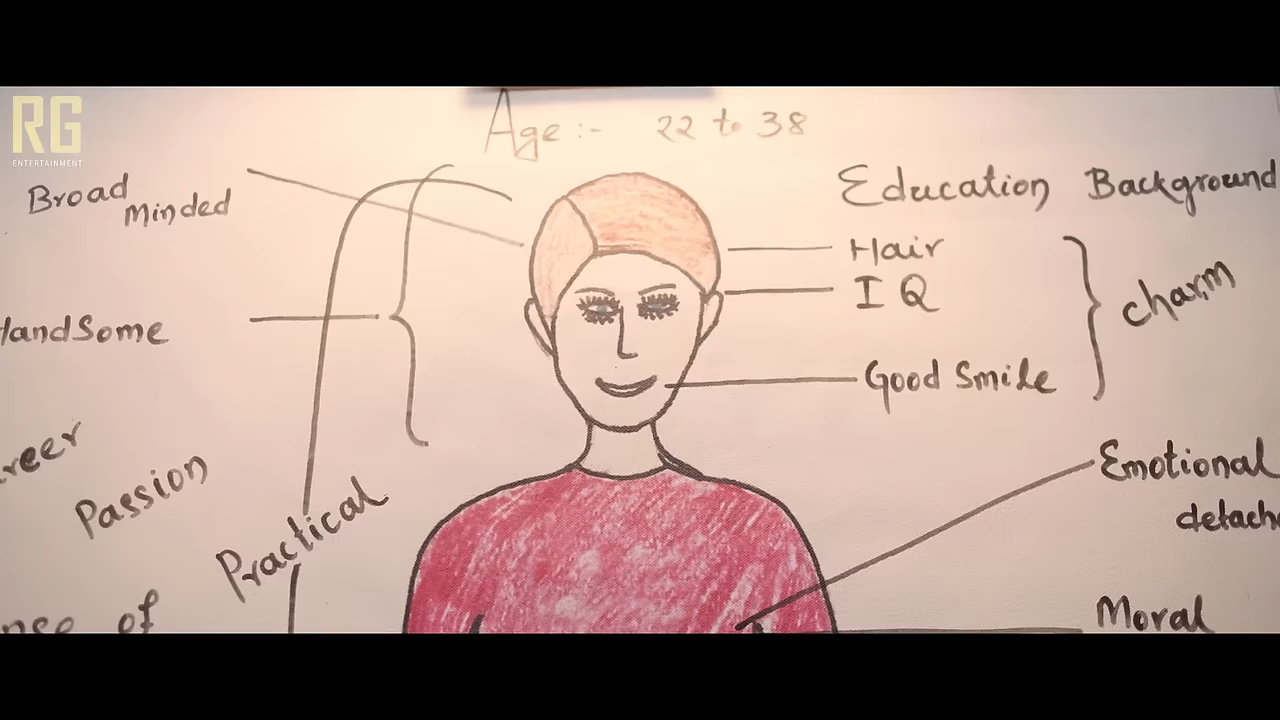 RG
ENTERTAINMENT
Age :- 22 to 38
Broad
Minded
Education Background
Hair
I Q
charm
HandSome
Good Smile
Passion
Practical
Emotional
of
Moral